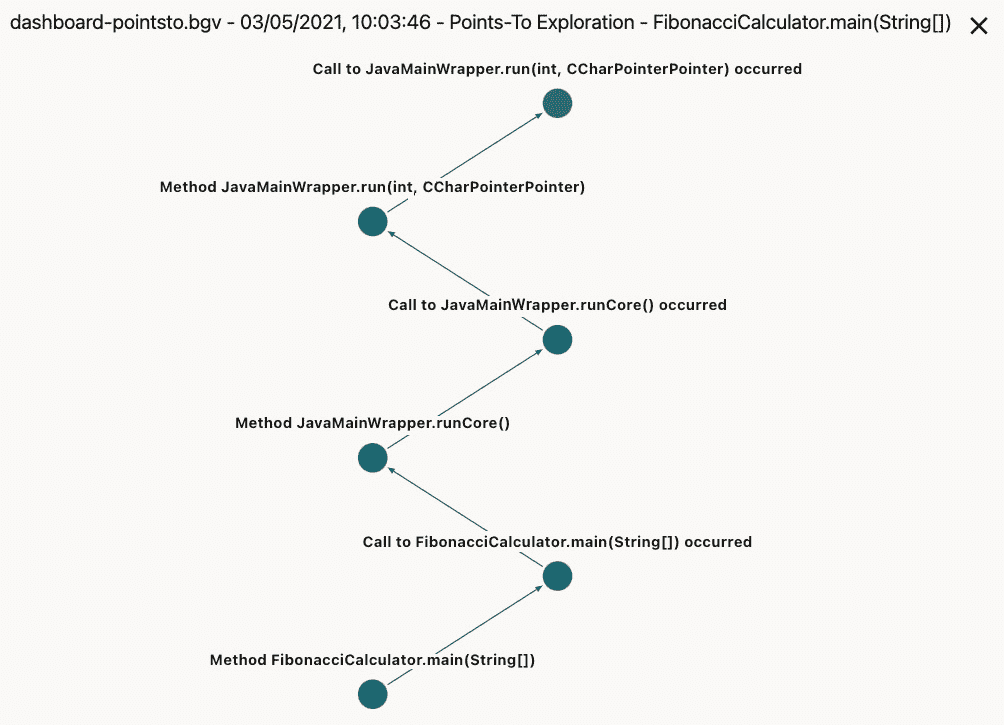 dashboard-pointsto.bgv - 03/05/2021, 10:03:46 - Points-To Exploration - FibonacciCalculator.main(String[])
Call to JavaMainWrapper.run(int, CCharPointerPointer) occurred
Method JavaMainWrapper.run(int, CCharPointerPointer)
Call to JavaMainWrapper.runCore() occurred
Method JavaMainWrapper.runCore()
Call to FibonacciCalculator.main(String[]) occurred
Method FibonacciCalculator.main(String[])